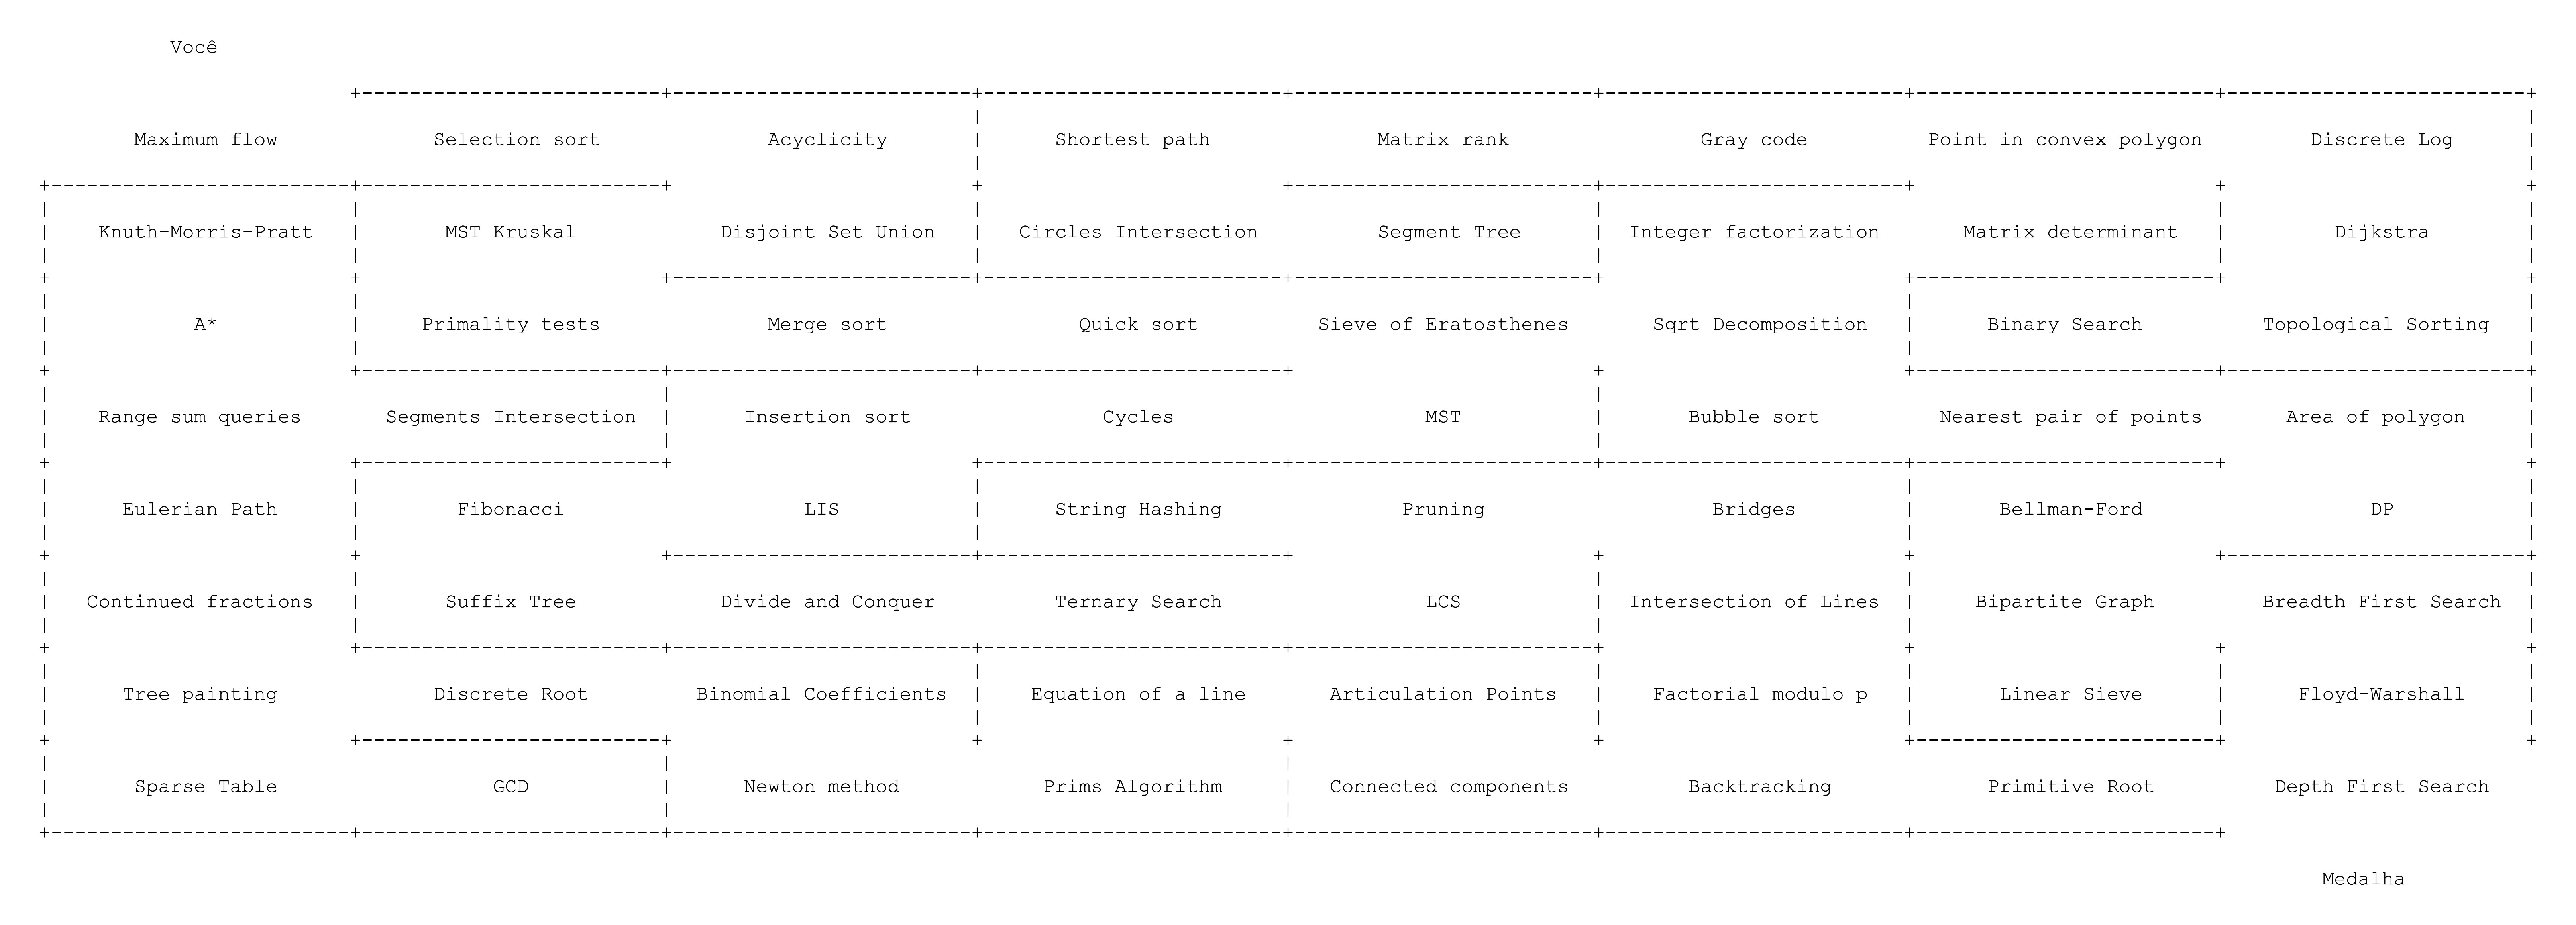 Você
Maximum flow Selection sort Acyclicity Shortest path Matrix rank Gray code Point in convex polygon Discrete Log
Knuth-Morris-Pratt MST Kruskal Disjoint Set Union Circles Intersection Segment Tree Integer factorization Matrix determinant Dijkstra
A* Primality tests Merge sort Quick sort Sieve of Eratosthenes Sqrt Decomposition Binary Search Topological Sorting
Range sum queries Segments Intersection Insertion sort Cycles MST Bubble sort Nearest pair of points Area of polygon
Eulerian Path Fibonacci LIS String Hashing Pruning Bridges Bellman-Ford DP
Continued fractions Suffix Tree Divide and Conquer Ternary Search LCS Intersection of Lines Bipartite Graph Breadth First Search
Tree painting Discrete Root Binomial Coefficients Equation of a line Articulation Points Factorial modulo p Linear Sieve Floyd-Warshall
Sparse Table GCD Newton method Prims Algorithm Connected components Backtracking Primitive Root Depth First Search
Medalha